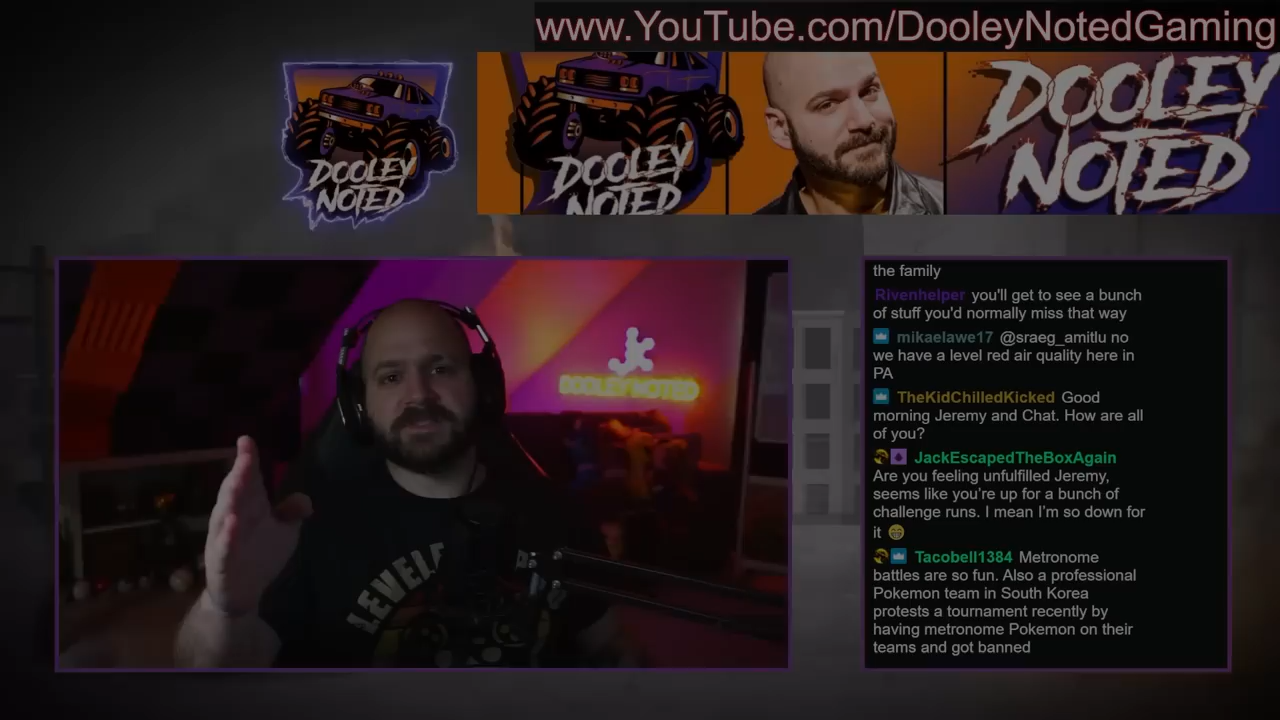 www.YouTube.com/DooleyNotedGaming
DOOLEY
NOTED
DOOLEY
NOTED
DOOLEY
NOTED
DOOLEY NOTED
LEVELE
the family
Rivenhelper you'll get to see a bunch
of stuff you'd normally miss that way
mikaelawe17 @sraeg_amitlu no
we have a level red air quality here in
PA
TheKidChilledKicked Good
morning Jeremy and Chat. How are all
of you?
JackEscapedTheBoxAgain
Are you feeling unfulfilled Jeremy,
seems like you're up for a bunch of
challenge runs. I mean I'm so down for
it 😁
Tacobell1384 Metronome
battles are so fun. Also a professional
Pokemon team in South Korea
protests a tournament recently by
having metronome Pokemon on their
teams and got banned